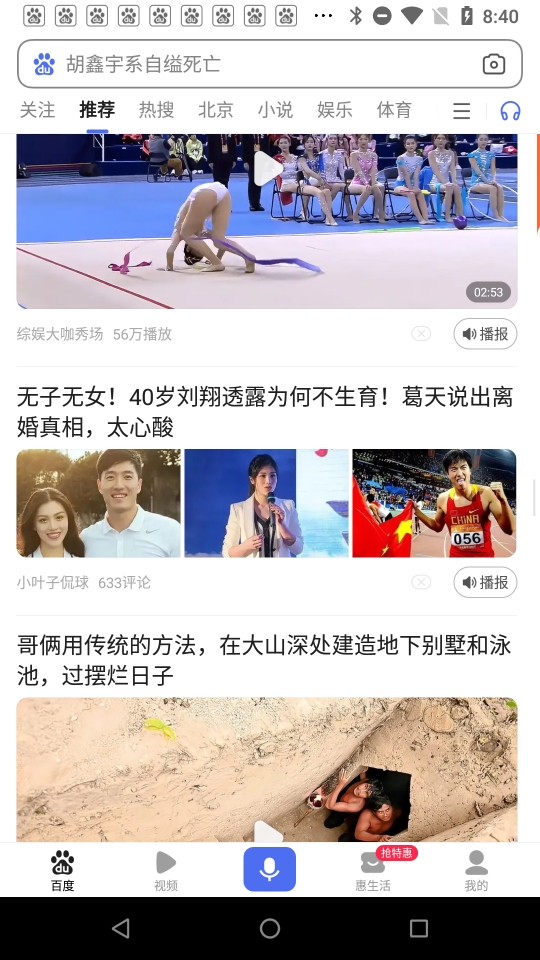 8:40
du 胡鑫宇系自缢死亡
关注 推荐 热搜 北京 小说 娱乐 体育
02:53
综娱大咖秀场 56万播放 播报
无子无女！40岁刘翔透露为何不生育！葛天说出离
婚真相，太心酸
CHINA
056
小叶子侃球 633评论 播报
哥俩用传统的方法，在大山深处建造地下别墅和泳
池，过摆烂日子
抢特惠
du
百度 视频 惠生活 我的